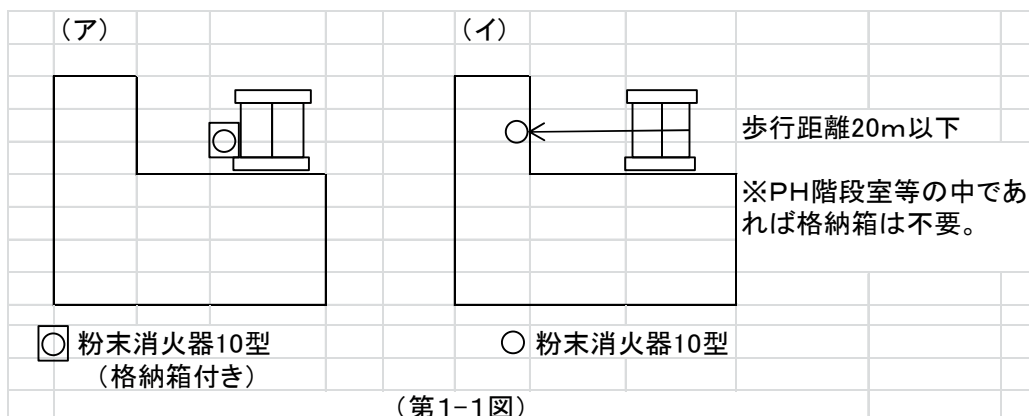 （ア）
（イ）
歩行距離20ｍ以下
※ＰＨ階段室等の中であ
れば格納箱は不要。
粉末消火器10型
（格納箱付き）
粉末消火器10型
（第１-１図）